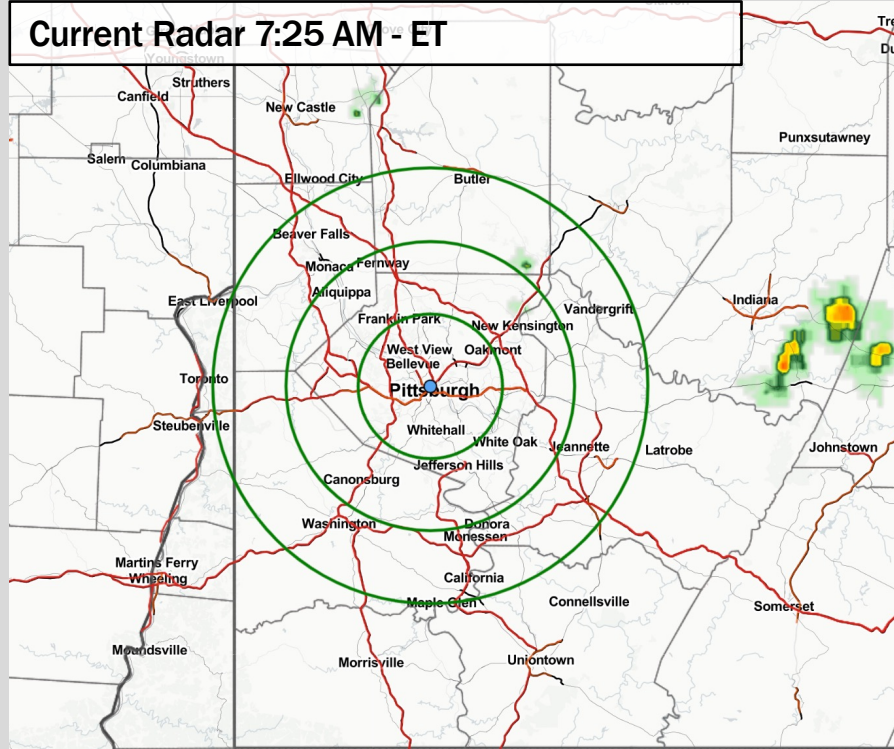 Current Radar 7:25 AM - ET
Youngstown
Struthers
Canfield
New Castle
Punxsutawney
Salem
Columbiana
Ellwood City
Butler
Beaver Falls
Monaca
Fernway
Aliquippa
East Liverpool
Indiana
Vandergrift
Franklin Park
New Kensington
West View
Oakmont
Bellevue
Toronto
Pittsburgh
Steubenville
Whitehall
White Oak
Jeannette
Latrobe
Johnstown
Jefferson Hills
Canonsburg
Washington
Donora
Monessen
Martins Ferry
Wheeling
California
Maple Glen
Connellsville
Somerset
Moundsville
Morrisville
Uniontown